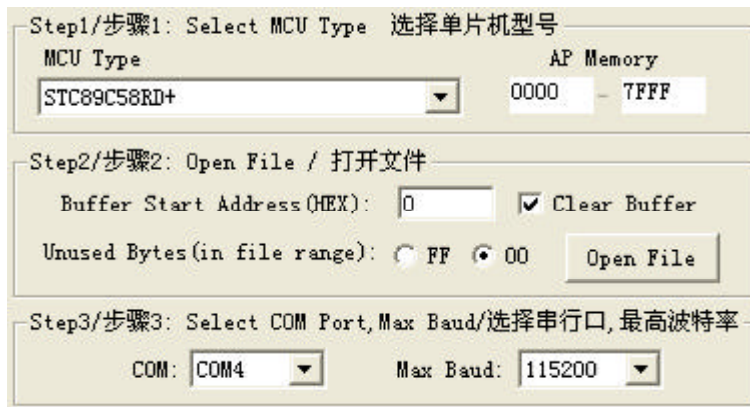 Step1/步骤1: Select MCU Type 选择单片机型号
MCU Type AP Memory
STC89C58RD+ 0000 - 7FFF
Step2/步骤2: Open File / 打开文件
Buffer Start Address(HEX): 0 Clear Buffer
Unused Bytes(in file range): FF 00 Open File
Step3/步骤3: Select COM Port,Max Baud/选择串行口,最高波特率
COM: COM4 Max Baud: 115200